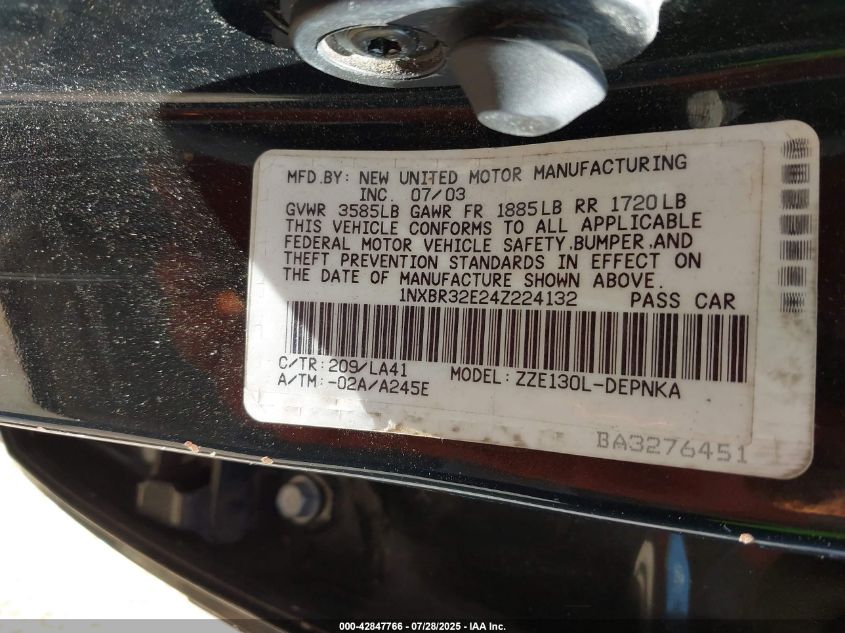 MFD.BY: NEW UNITED MOTOR MANUFACTURING
INC. 07/03
GVWR 3585LB GAWR FR 1885LB RR 1720LB
THIS VEHICLE CONFORMS TO ALL APPLICABLE
FEDERAL MOTOR VEHICLE SAFETY.BUMPER.AND
THEFT PREVENTION STANDARDS IN EFFECT ON
THE DATE OF MANUFACTURE SHOWN ABOVE.
1NXBR32E24Z224132 PASS CAR
C/TR: 209/LA41 MODEL: ZZE130L-DEPNKA
A/TM: -02A/A245E
BA3276451
000-42847766 - 07/28/2025 - IAA Inc.